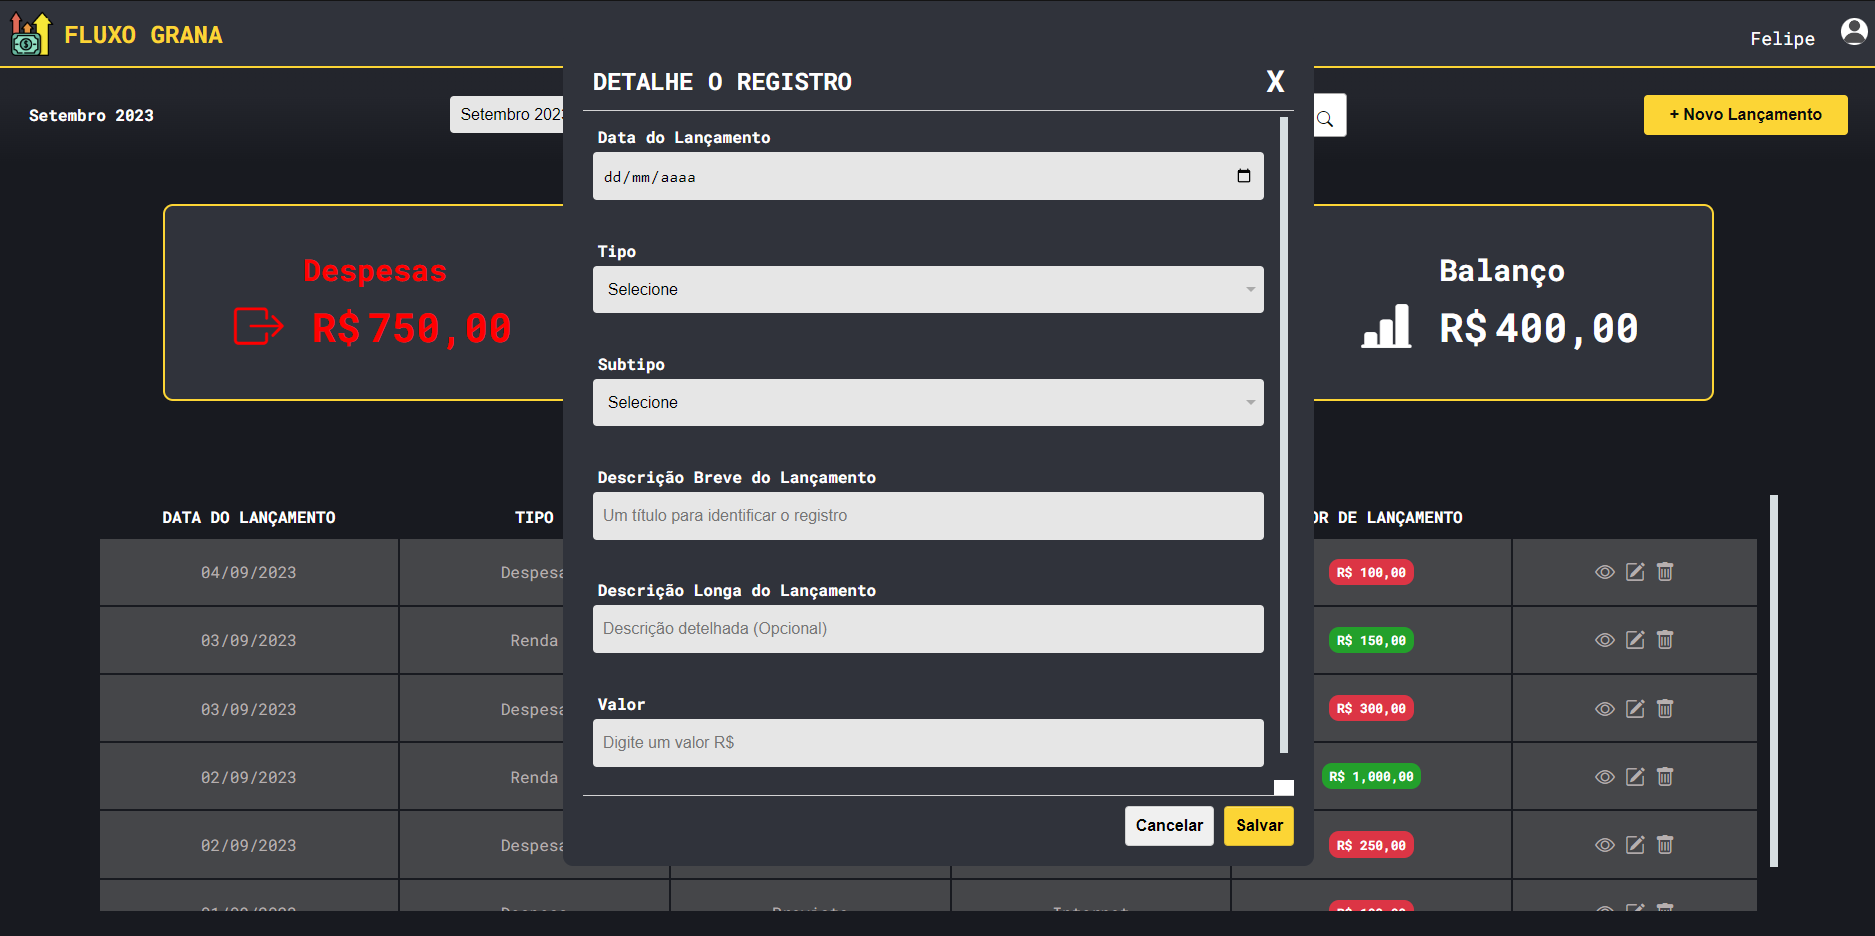 FLUXO GRANA
Felipe
Setembro 2023
Setembro 2023
+ Novo Lançamento
DETALHE O REGISTRO
X
Data do Lançamento
dd/mm/aaaa
Tipo
Selecione
Subtipo
Selecione
Descrição Breve do Lançamento
Um título para identificar o registro
Descrição Longa do Lançamento
Descrição detelhada (Opcional)
Valor
Digite um valor R$
Cancelar
Salvar
Despesas
R$ 750,00
Balanço
R$ 400,00
DATA DO LANÇAMENTO TIPO OR DE LANÇAMENTO
04/09/2023 Despesa R$ 100,00
03/09/2023 Renda R$ 150,00
03/09/2023 Despesa R$ 300,00
02/09/2023 Renda R$ 1,000,00
02/09/2023 Despesa R$ 250,00